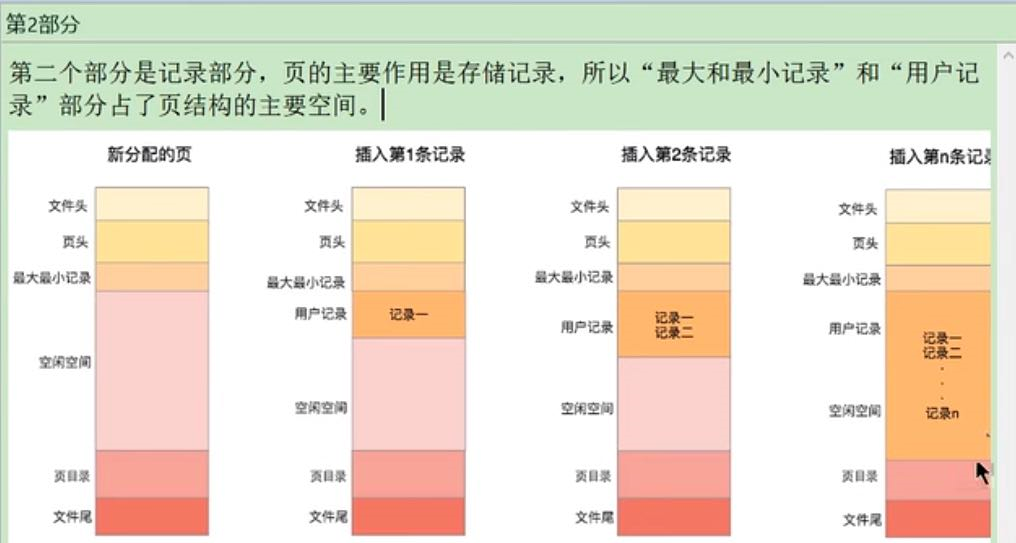 第2部分
第二个部分是记录部分，页的主要作用是存储记录，所以“最大和最小记录”和“用户记
录”部分占了页结构的主要空间。
新分配的页
文件头
页头
最大最小记录
空闲空间
页目录
文件尾
插入第1条记录
文件头
页头
最大最小记录
用户记录
记录一
空闲空间
页目录
文件尾
插入第2条记录
文件头
页头
最大最小记录
用户记录
记录一
记录二
空闲空间
页目录
文件尾
插入第n条记录
文件头
页头
最大最小记录
用户记录
记录一
记录二
.
.
.
记录n
空闲空间
页目录
文件尾